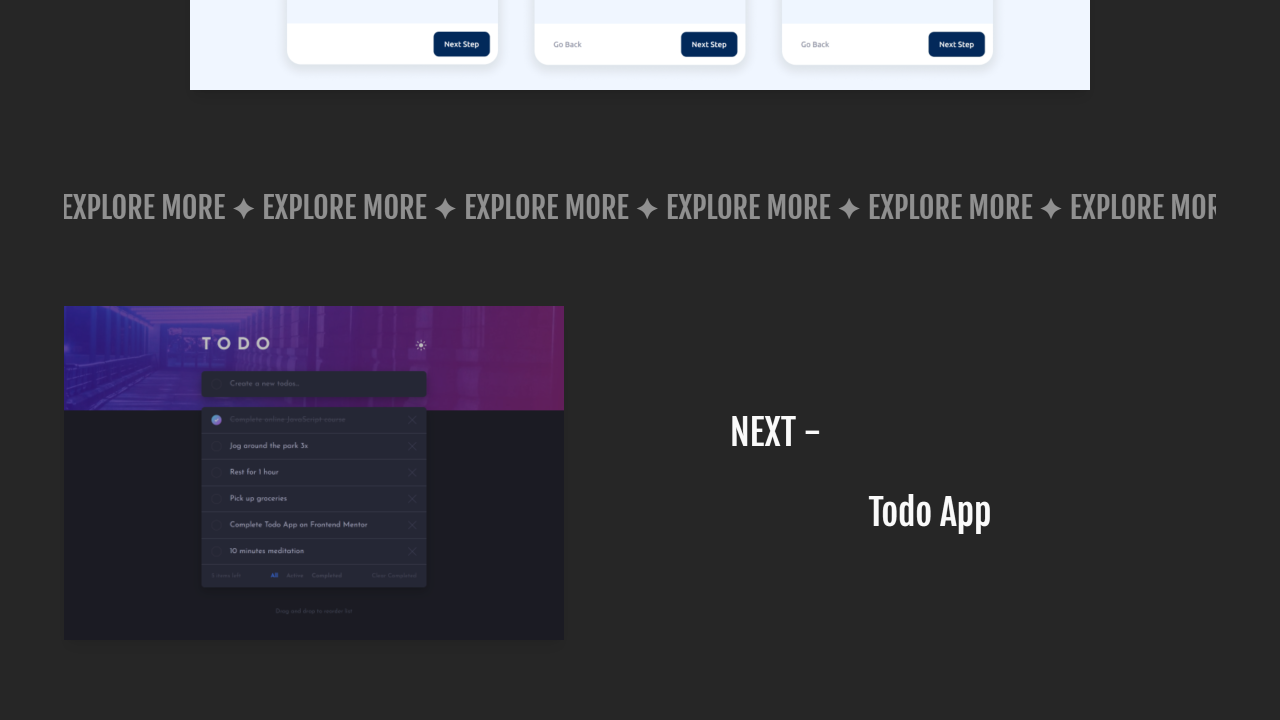 Next Step
Go Back
Next Step
Go Back
Next Step
EXPLORE MORE ✦ EXPLORE MORE ✦ EXPLORE MORE ✦ EXPLORE MORE ✦ EXPLORE MORE ✦ EXPLORE MOR
TODO
Create a new todo...
Complete online JavaScript course
Jog around the park 3x
Rest for 1 hour
Pick up groceries
Complete Todo App on Frontend Mentor
10 minutes meditation
5 items left
All
Active
Completed
Clear Completed
Drag and drop to reorder list
NEXT –
Todo App